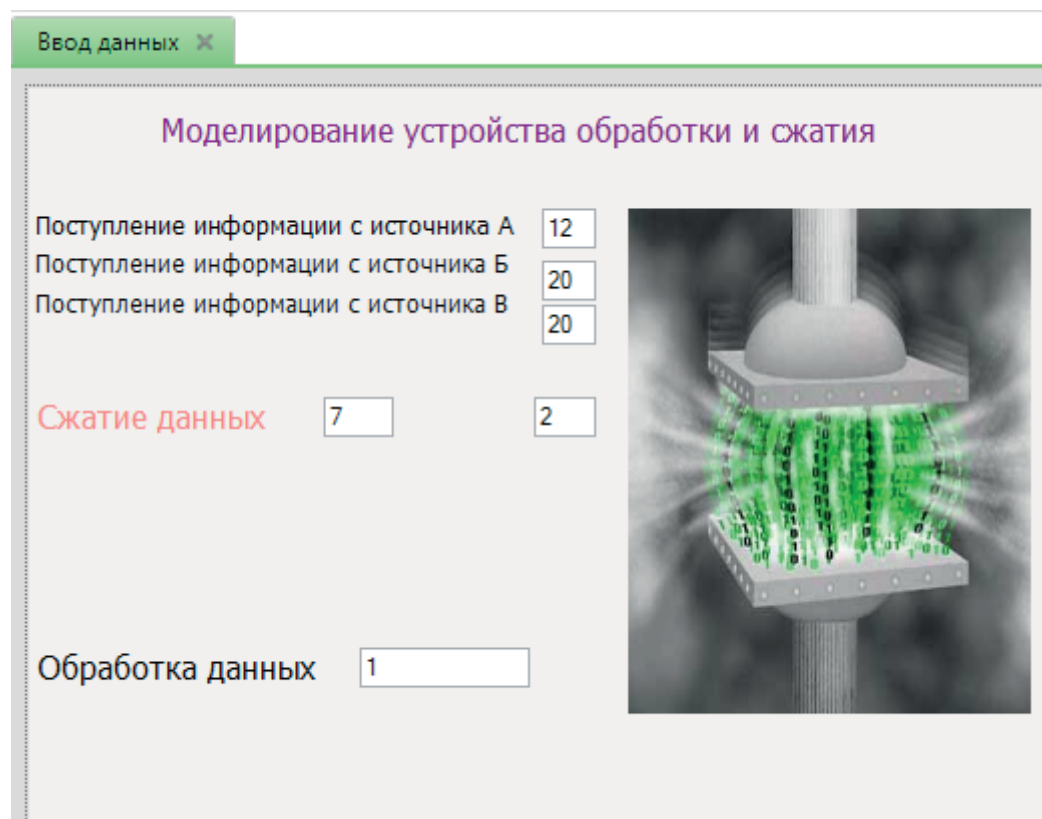 Ввод данных
Моделирование устройства обработки и сжатия
Поступление информации с источника А 12
Поступление информации с источника Б 20
Поступление информации с источника В 20
Сжатие данных 7 2
Обработка данных 1